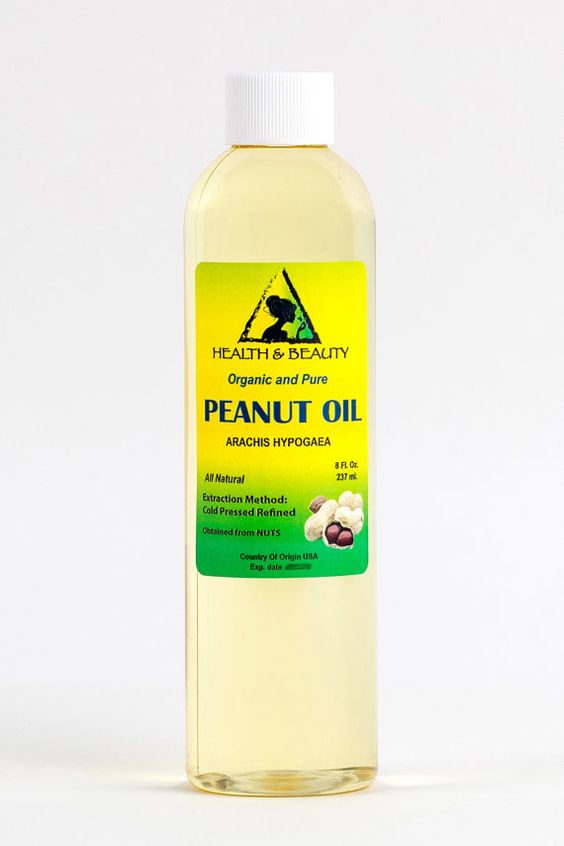 HEALTH & BEAUTY
Organic and Pure
PEANUT OIL
ARACHIS HYPOGAEA
8 Fl. Oz.
237 ml.
All Natural
Extraction Method:
Cold Pressed Refined
Obtained from NUTS
Country Of Origin USA
Exp. date